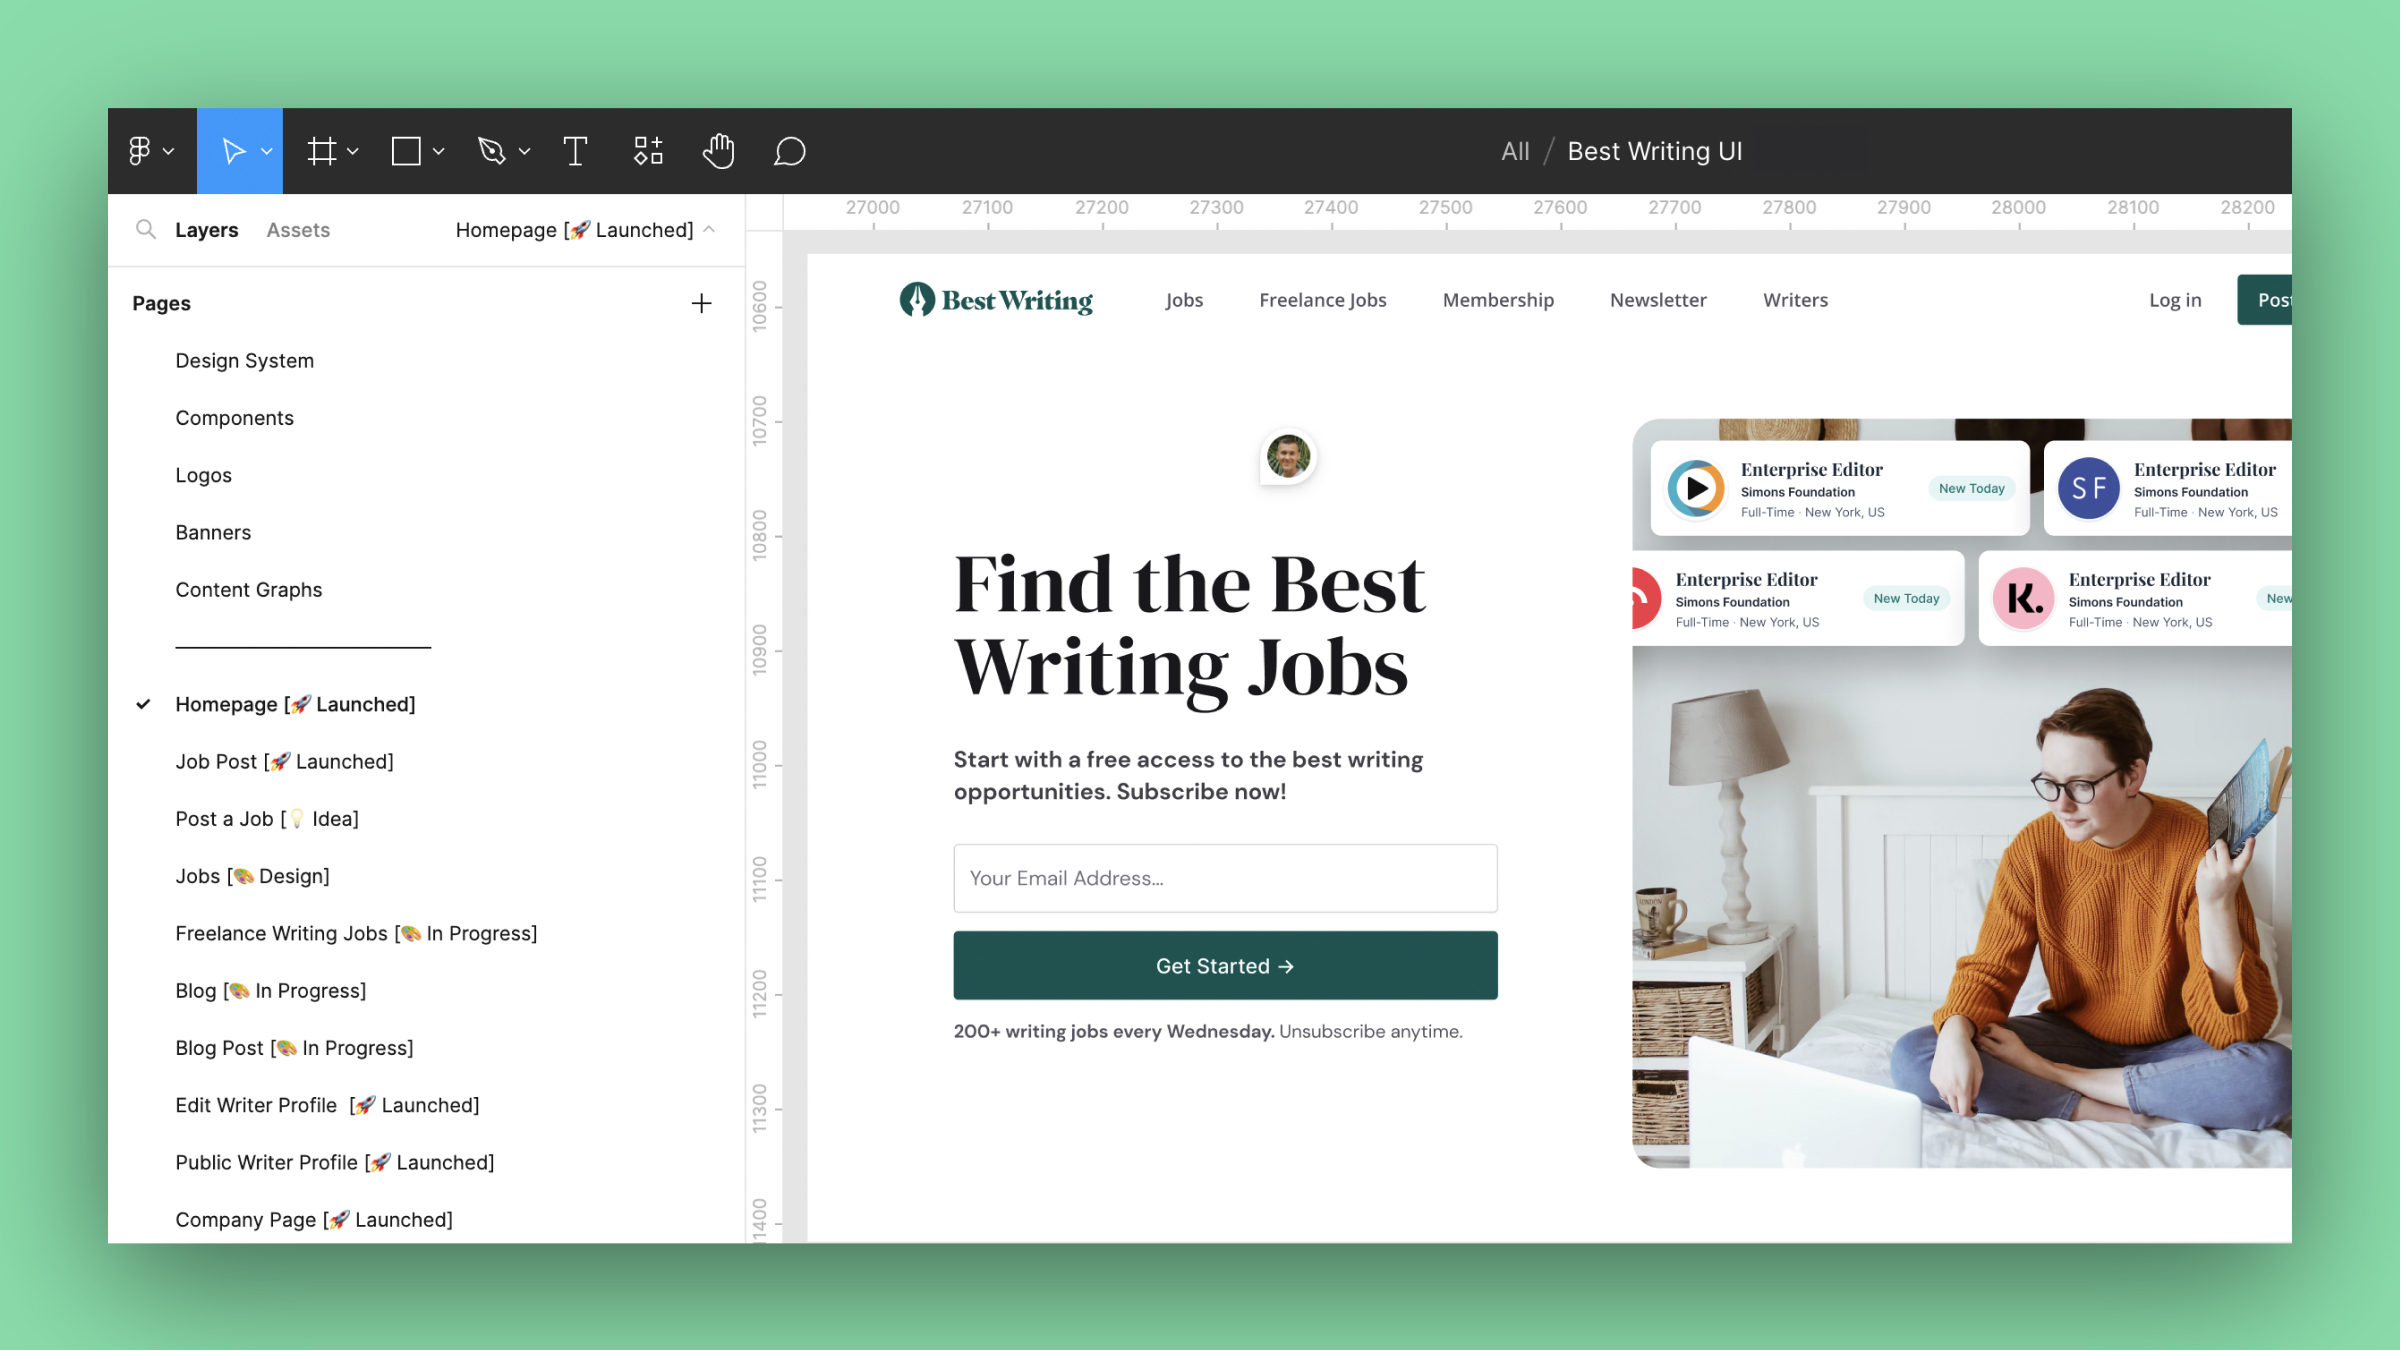 All / Best Writing UI
Layers Assets Homepage [🚀 Launched]
Pages
Design System
Components
Logos
Banners
Content Graphs
Homepage [🚀 Launched]
Job Post [🚀 Launched]
Post a Job [💡 Idea]
Jobs [🎨 Design]
Freelance Writing Jobs [🎨 In Progress]
Blog [🎨 In Progress]
Blog Post [🎨 In Progress]
Edit Writer Profile [🚀 Launched]
Public Writer Profile [🚀 Launched]
Company Page [🚀 Launched]
27000 27100 27200 27300 27400 27500 27600 27700 27800 27900 28000 28100 28200
10600
10700
10800
10900
11000
11100
11200
11300
11400
Best Writing Jobs Freelance Jobs Membership Newsletter Writers Log in Post
Find the Best
Writing Jobs
Start with a free access to the best writing
opportunities. Subscribe now!
Your Email Address...
Get Started →
200+ writing jobs every Wednesday. Unsubscribe anytime.
Enterprise Editor
Simons Foundation
Full-Time · New York, US
New Today
SF
Enterprise Editor
Simons Foundation
Full-Time · New York, US
Enterprise Editor
Simons Foundation
Full-Time · New York, US
New Today
K.
Enterprise Editor
Simons Foundation
Full-Time · New York, US
New
LONDON